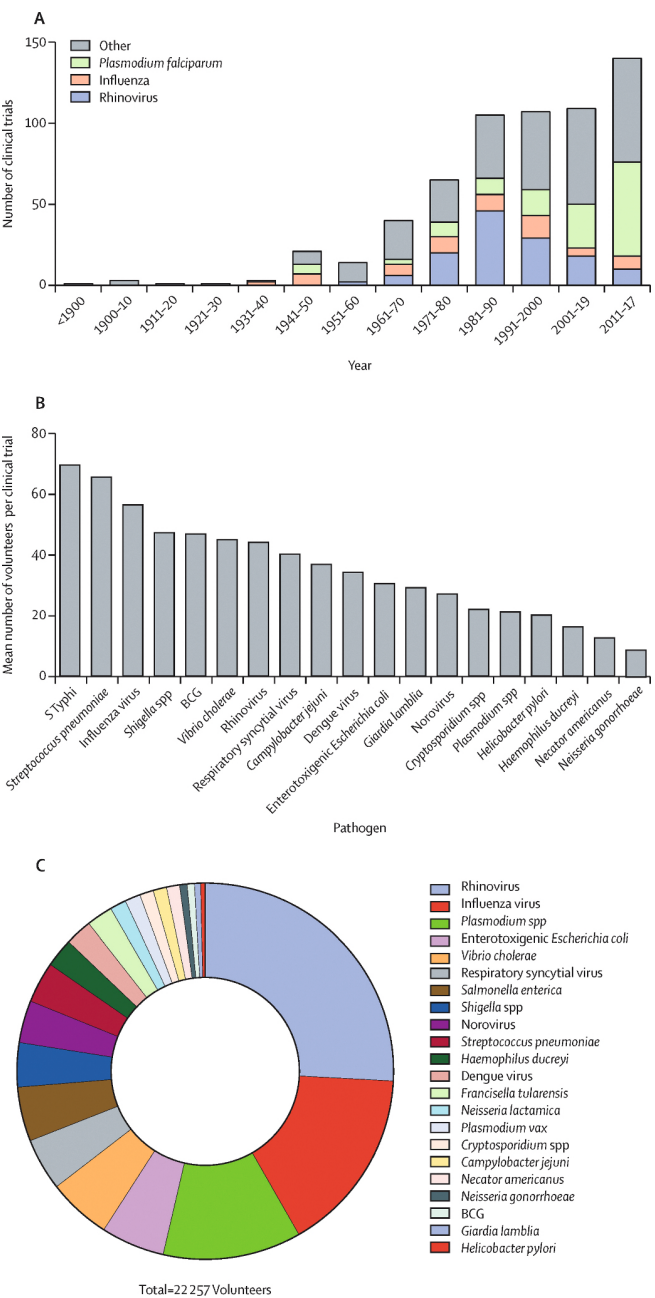 A
150
100
50
0
Number of clinical trials
Other
Plasmodium falciparum
Influenza
Rhinovirus
<1900
1900–10
1911–20
1921–30
1931–40
1941–50
1951–60
1961–70
1971–80
1981–90
1991–2000
2001–19
2011–17
Year
B
80
60
40
20
0
Mean number of volunteers per clinical trial
S Typhi
Streptococcus pneumoniae
Influenza virus
Shigella spp
BCG
Vibrio cholerae
Rhinovirus
Respiratory syncytial virus
Campylobacter jejuni
Dengue virus
Enterotoxigenic Escherichia coli
Giardia lamblia
Norovirus
Cryptosporidium spp
Plasmodium spp
Helicobacter pylori
Haemophilus ducreyi
Necator americanus
Neisseria gonorrhoeae
Pathogen
C
Rhinovirus
Influenza virus
Plasmodium spp
Enterotoxigenic Escherichia coli
Vibrio cholerae
Respiratory syncytial virus
Salmonella enterica
Shigella spp
Norovirus
Streptococcus pneumoniae
Haemophilus ducreyi
Dengue virus
Francisella tularensis
Neisseria lactamica
Plasmodium vax
Cryptosporidium spp
Campylobacter jejuni
Necator americanus
Neisseria gonorrhoeae
BCG
Giardia lamblia
Helicobacter pylori
Total=22 257 Volunteers